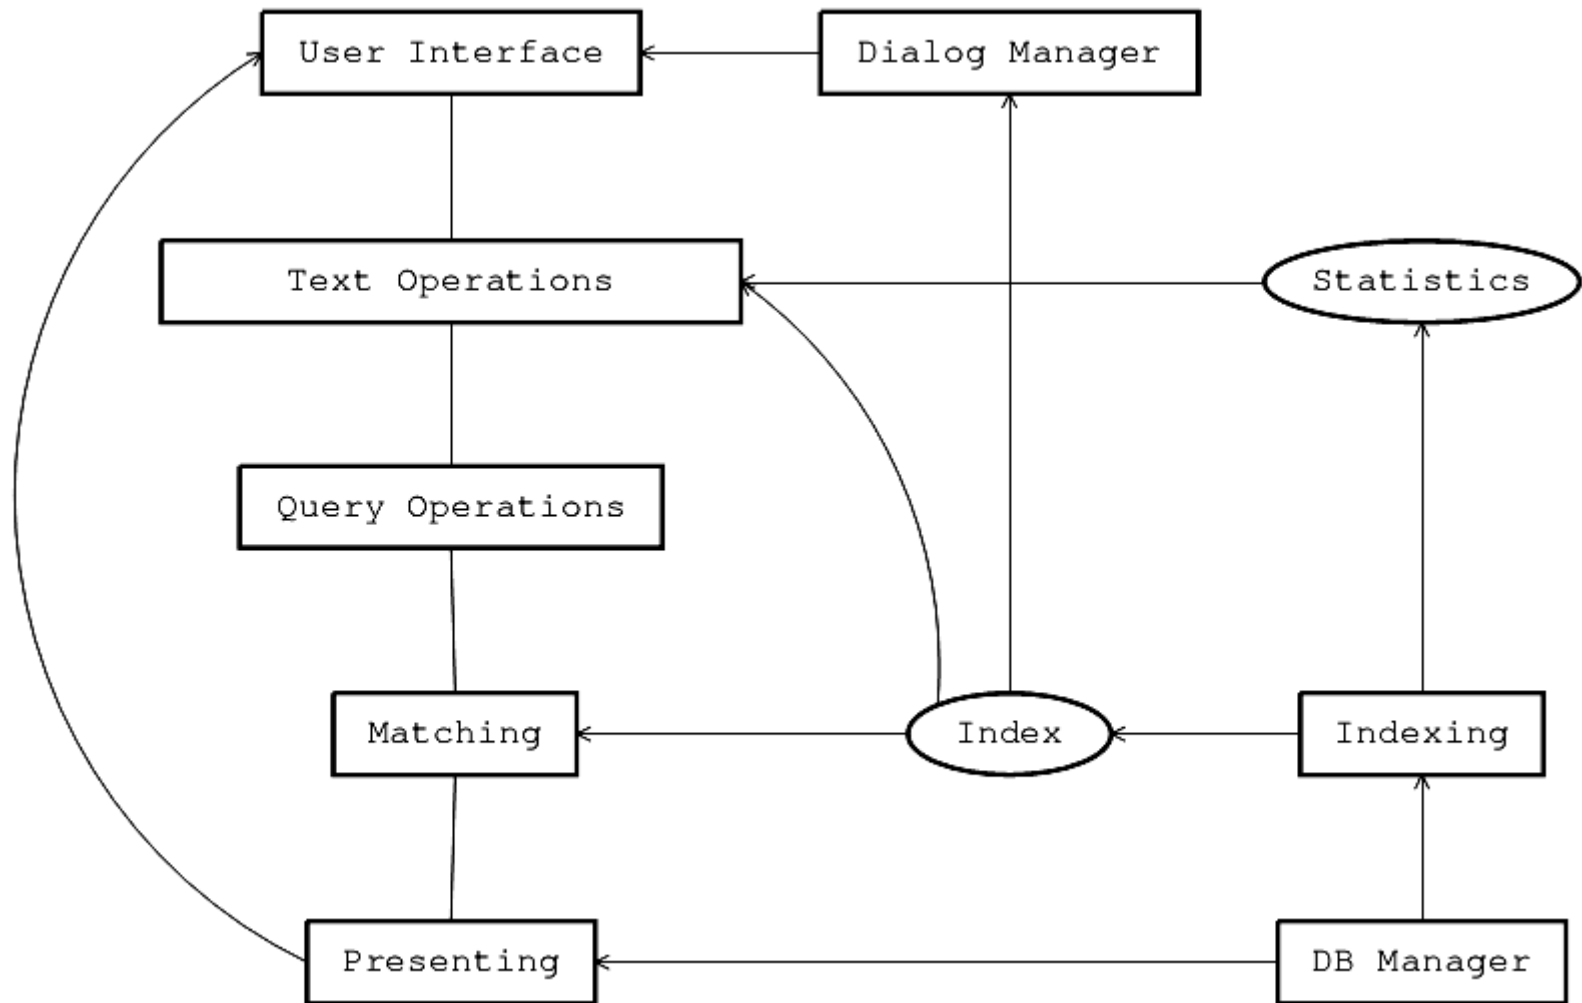 User Interface
Dialog Manager
Text Operations
Statistics
Query Operations
Matching
Index
Indexing
Presenting
DB Manager